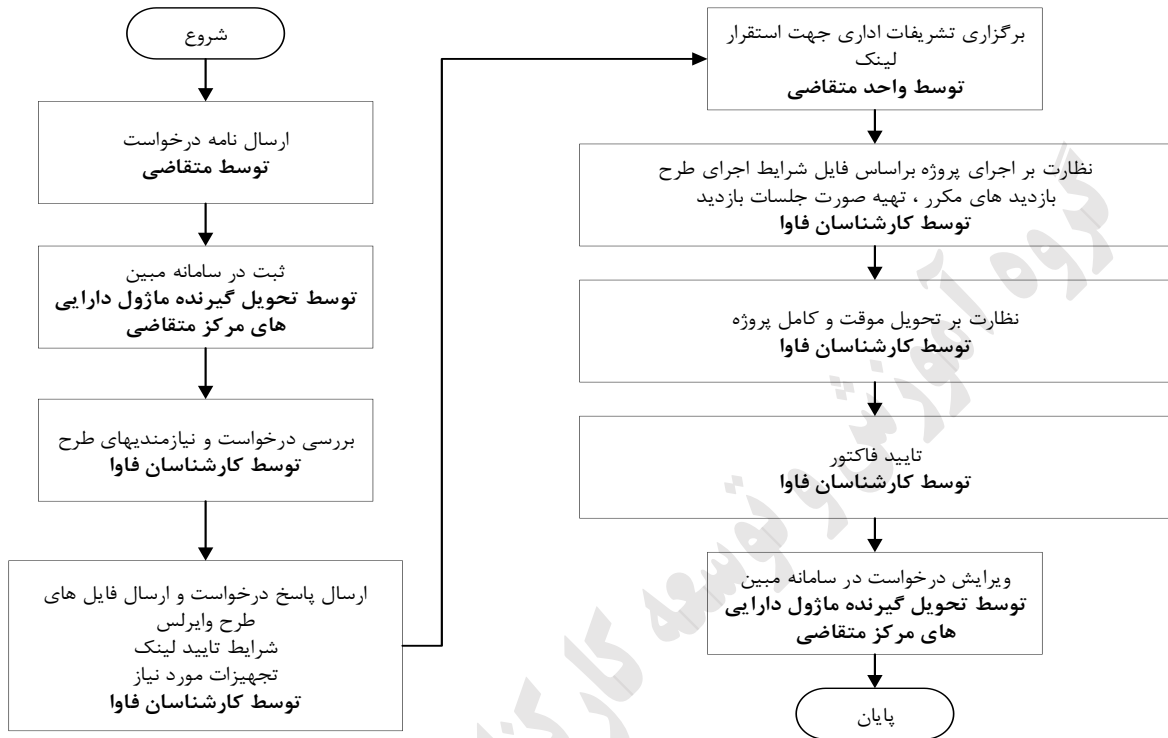 شروع
ارسال نامه درخواست
توسط متقاضی
ثبت در سامانه مبین
توسط تحویل گیرنده ماژول دارایی
های مرکز متقاضی
بررسی درخواست و نیازمندیهای طرح
توسط کارشناسان فاوا
ارسال پاسخ درخواست و ارسال فایل های
طرح وایرلس
شرایط تایید لینک
تجهیزات مورد نیاز
توسط کارشناسان فاوا
برگزاری تشریفات اداری جهت استقرار
لینک
توسط واحد متقاضی
نظارت بر اجرای پروژه براساس فایل شرایط اجرای طرح
بازدید های مکرر ، تهیه صورت جلسات بازدید
توسط کارشناسان فاوا
نظارت بر تحویل موقت و کامل پروژه
توسط کارشناسان فاوا
تایید فاکتور
توسط کارشناسان فاوا
ویرایش درخواست در سامانه مبین
توسط تحویل گیرنده ماژول دارایی
های مرکز متقاضی
پایان
گروه آموزش و توسعه